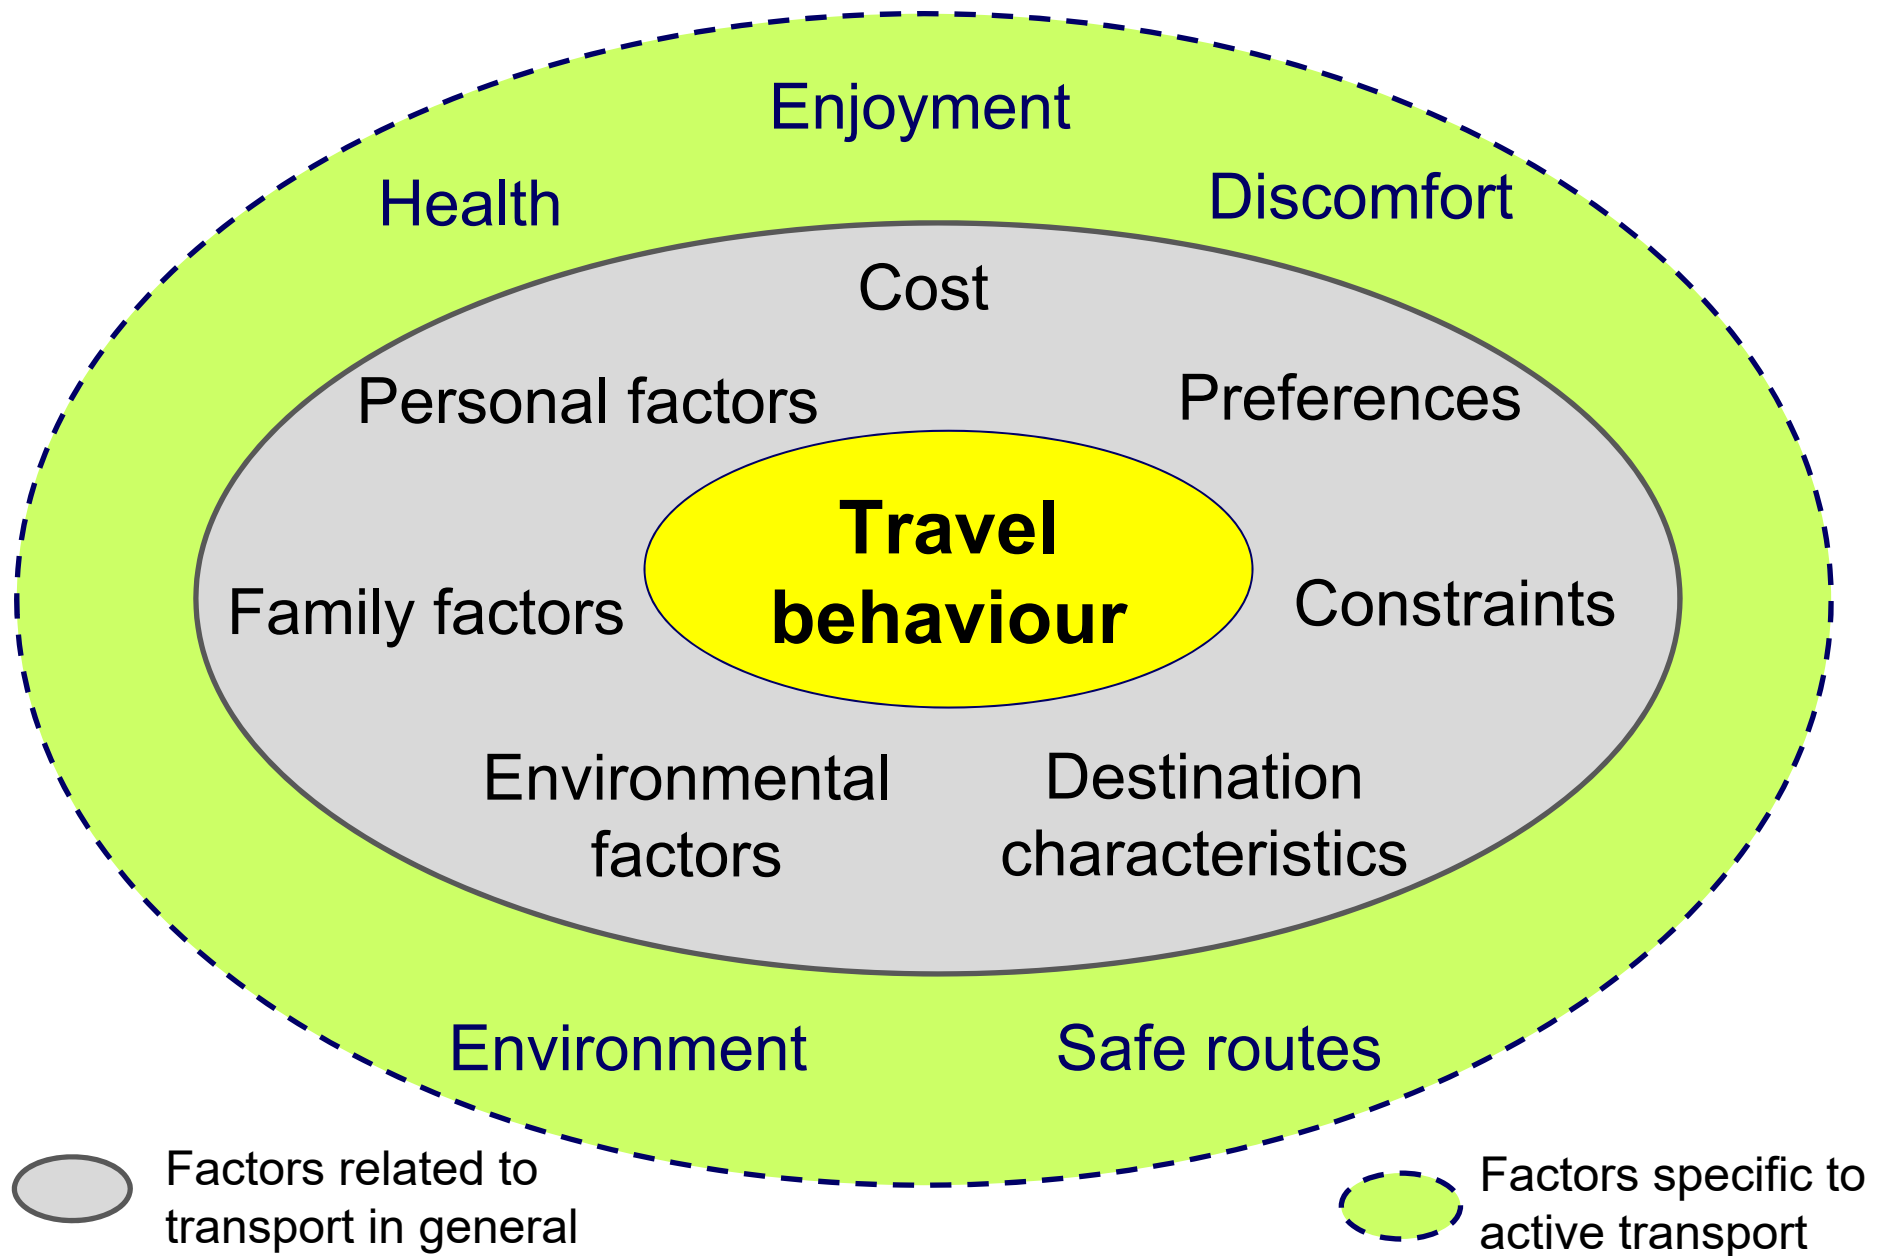 Enjoyment
Health
Discomfort
Cost
Personal factors
Preferences
Travel
behaviour
Family factors
Constraints
Environmental
factors
Destination
characteristics
Environment
Safe routes
Factors related to
transport in general
Factors specific to
active transport